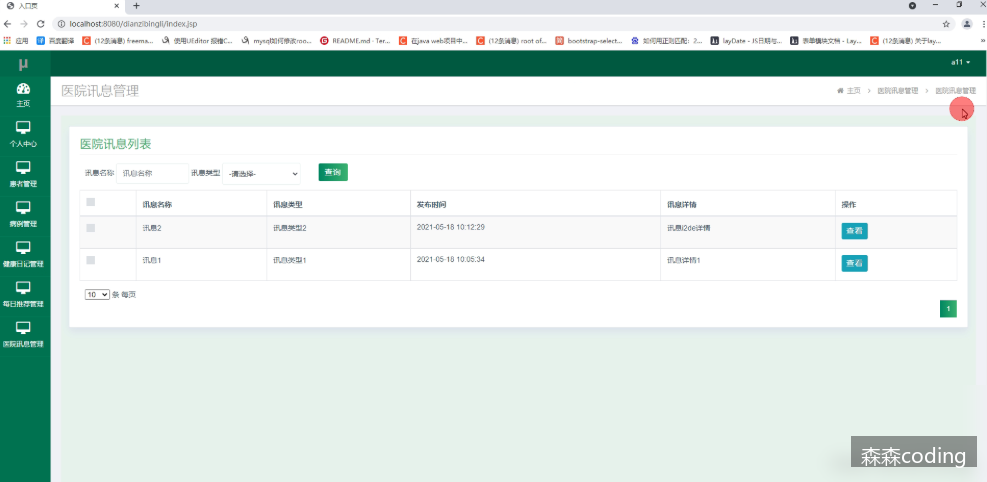 入口页
localhost:8080/dianzibingli/index.jsp
应用 百度翻译 (12条消息) freema... 使用UEditor 报错C... mysql如何修改roo... README.md · Ter... 在java web项目中... (12条消息) root of... bootstrap-select... 如何用正则匹配：2... layDate - JS日期与... 表单模块文档 - Lay... (12条消息) 关于lay... »
μ
a11
主页
个人中心
患者管理
病例管理
健康日记管理
每日推荐管理
医院讯息管理
医院讯息管理
主页 > 医院讯息管理 > 医院讯息管理
医院讯息列表
讯息名称 讯息名称 讯息类型 -请选择- 查询
讯息名称 讯息类型 发布时间 讯息详情 操作
讯息2 讯息类型2 2021-05-18 10:12:29 讯息i2de详情 查看
讯息1 讯息类型1 2021-05-18 10:05:34 讯息详情1 查看
10 条 每页
1
森森coding